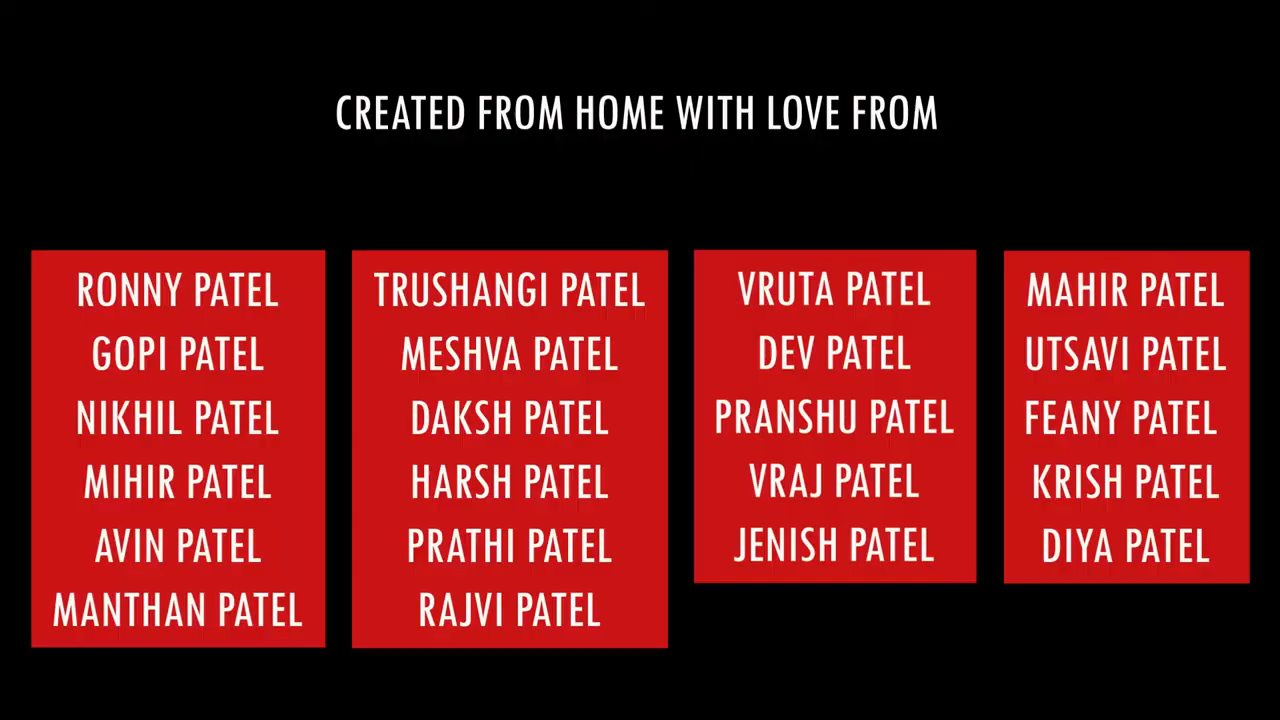 CREATED FROM HOME WITH LOVE FROM
RONNY PATEL
GOPI PATEL
NIKHIL PATEL
MIHIR PATEL
AVIN PATEL
MANTHAN PATEL
TRUSHANGI PATEL
MESHVA PATEL
DAKSH PATEL
HARSH PATEL
PRATHI PATEL
RAJVI PATEL
VRUTA PATEL
DEV PATEL
PRANSHU PATEL
VRAJ PATEL
JENISH PATEL
MAHIR PATEL
UTSAVI PATEL
FEANY PATEL
KRISH PATEL
DIYA PATEL